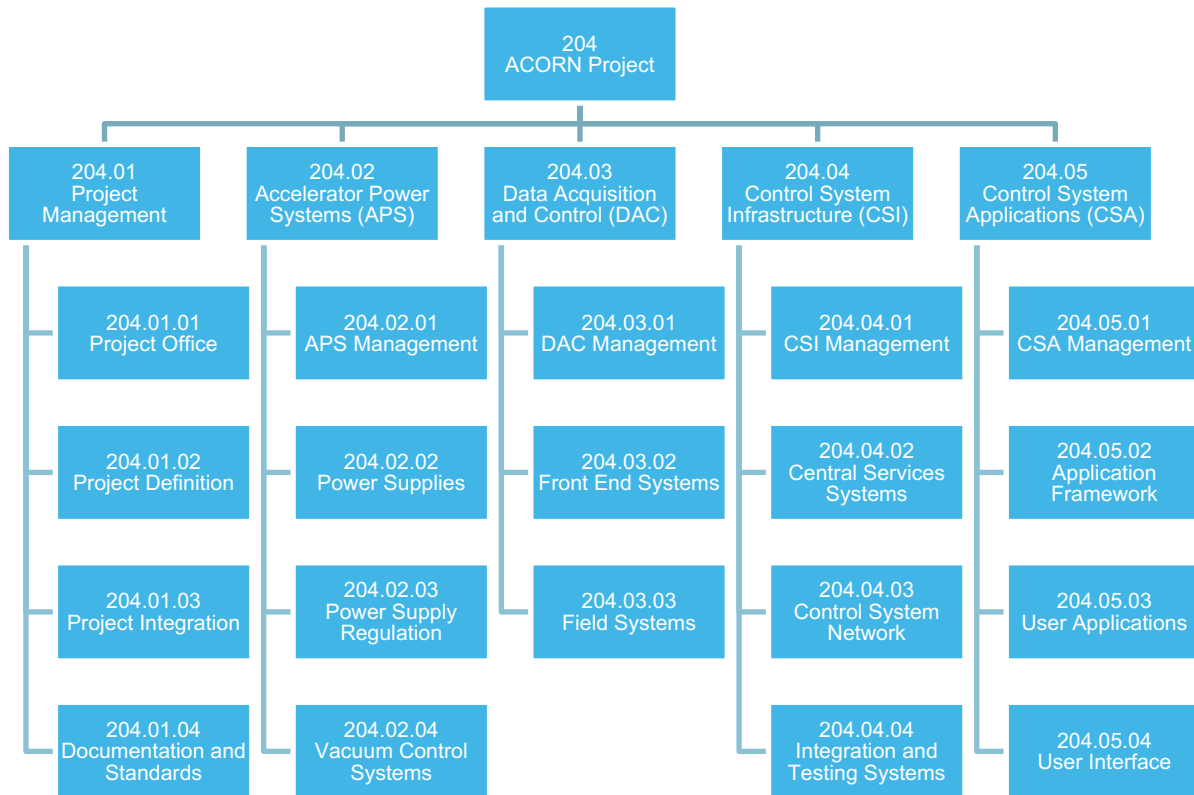 204
ACORN Project
204.01
Project
Management
204.02
Accelerator Power
Systems (APS)
204.03
Data Acquisition
and Control (DAC)
204.04
Control System
Infrastructure (CSI)
204.05
Control System
Applications (CSA)
204.01.01
Project Office
204.02.01
APS Management
204.03.01
DAC Management
204.04.01
CSI Management
204.05.01
CSA Management
204.01.02
Project Definition
204.02.02
Power Supplies
204.03.02
Front End Systems
204.04.02
Central Services
Systems
204.05.02
Application
Framework
204.01.03
Project Integration
204.02.03
Power Supply
Regulation
204.03.03
Field Systems
204.04.03
Control System
Network
204.05.03
User Applications
204.01.04
Documentation and
Standards
204.02.04
Vacuum Control
Systems
204.04.04
Integration and
Testing Systems
204.05.04
User Interface